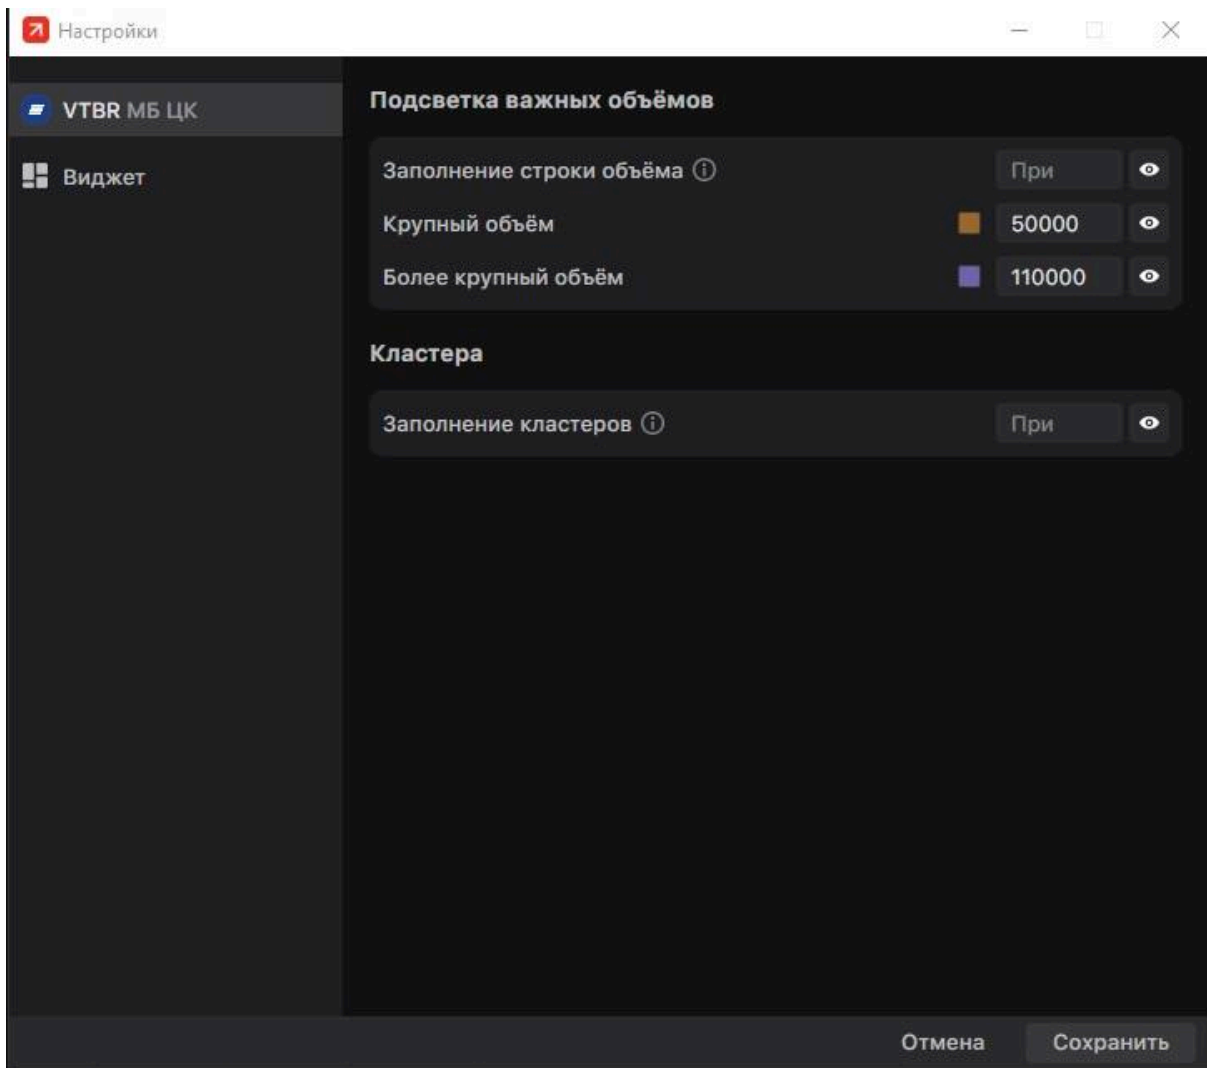 Настройки
VTBR МБ ЦК
Виджет
Подсветка важных объёмов
Заполнение строки объёма
При
Крупный объём
50000
Более крупный объём
110000
Кластера
Заполнение кластеров
При
Отмена
Сохранить